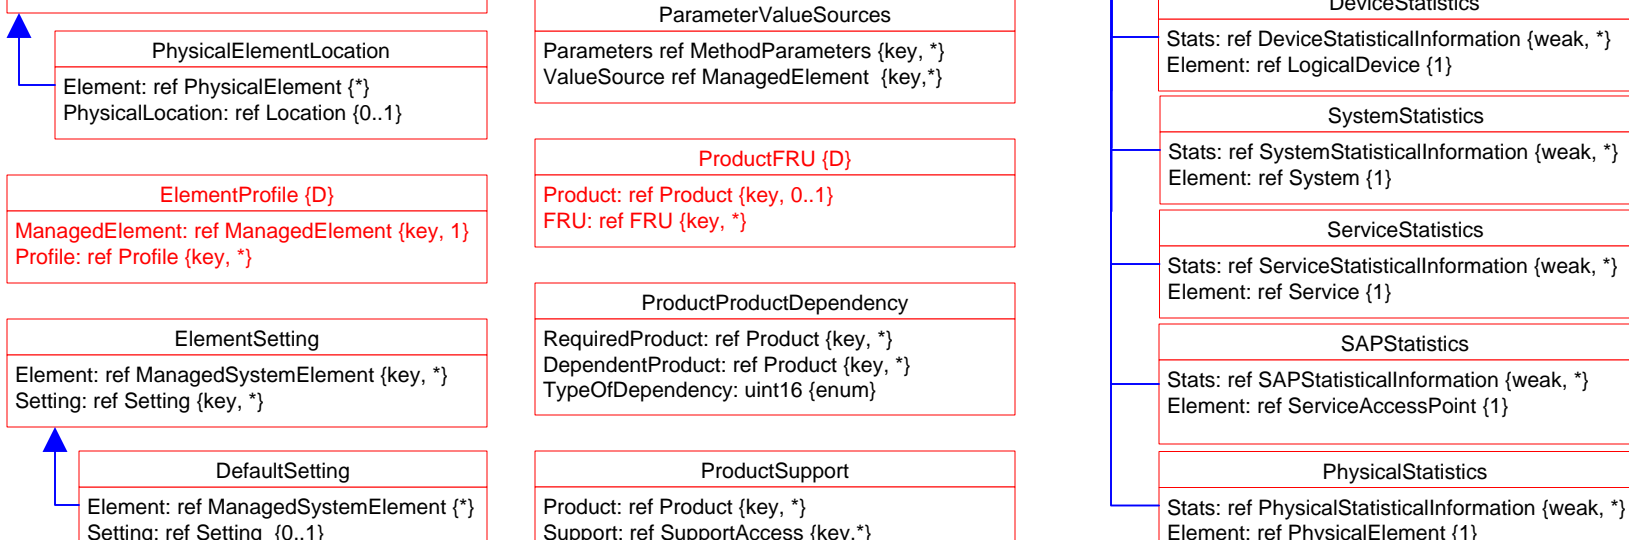 PhysicalElementLocation
Element: ref PhysicalElement {*}
PhysicalLocation: ref Location {0..1}
ElementProfile {D}
ManagedElement: ref ManagedElement {key, 1}
Profile: ref Profile {key, *}
ElementSetting
Element: ref ManagedSystemElement {key, *}
Setting: ref Setting {key, *}
DefaultSetting
Element: ref ManagedSystemElement {*}
Setting: ref Setting {0..1}
ParameterValueSources
Parameters ref MethodParameters {key, *}
ValueSource ref ManagedElement {key,*}
ProductFRU {D}
Product: ref Product {key, 0..1}
FRU: ref FRU {key, *}
ProductProductDependency
RequiredProduct: ref Product {key, *}
DependentProduct: ref Product {key, *}
TypeOfDependency: uint16 {enum}
ProductSupport
Product: ref Product {key, *}
Support: ref SupportAccess {key,*}
DeviceStatistics
Stats: ref DeviceStatisticalInformation {weak, *}
Element: ref LogicalDevice {1}
SystemStatistics
Stats: ref SystemStatisticalInformation {weak, *}
Element: ref System {1}
ServiceStatistics
Stats: ref ServiceStatisticalInformation {weak, *}
Element: ref Service {1}
SAPStatistics
Stats: ref SAPStatisticalInformation {weak, *}
Element: ref ServiceAccessPoint {1}
PhysicalStatistics
Stats: ref PhysicalStatisticalInformation {weak, *}
Element: ref PhysicalElement {1}